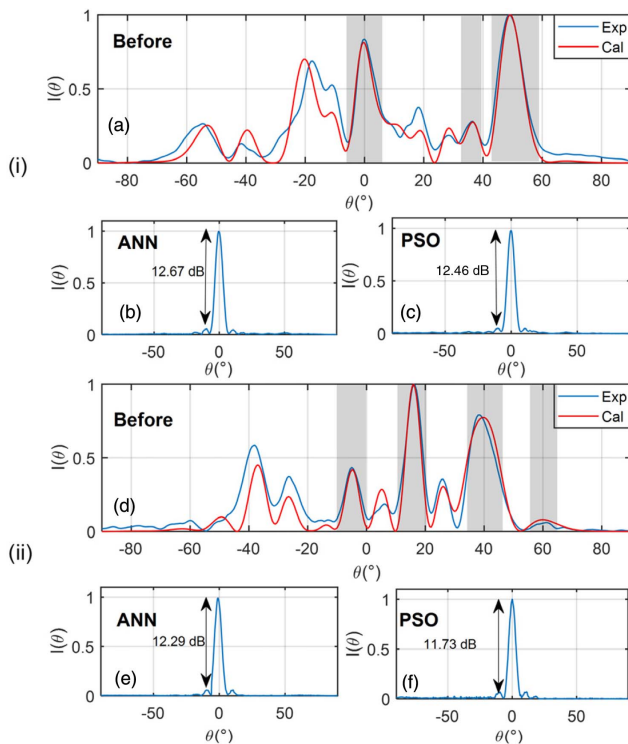 Before
Exp
Cal
(a)
I(θ)
1
0.5
0
-80 -60 -40 -20 0 20 40 60 80
θ(°)
(i)
ANN
12.67 dB
(b)
I(θ)
1
0.5
0
-50 0 50
θ(°)
PSO
12.46 dB
(c)
I(θ)
1
0.5
0
-50 0 50
θ(°)
Before
Exp
Cal
(d)
I(θ)
1
0.5
0
-80 -60 -40 -20 0 20 40 60 80
θ(°)
(ii)
ANN
12.29 dB
(e)
I(θ)
1
0.5
0
-50 0 50
θ(°)
PSO
11.73 dB
(f)
I(θ)
1
0.5
0
-50 0 50
θ(°)